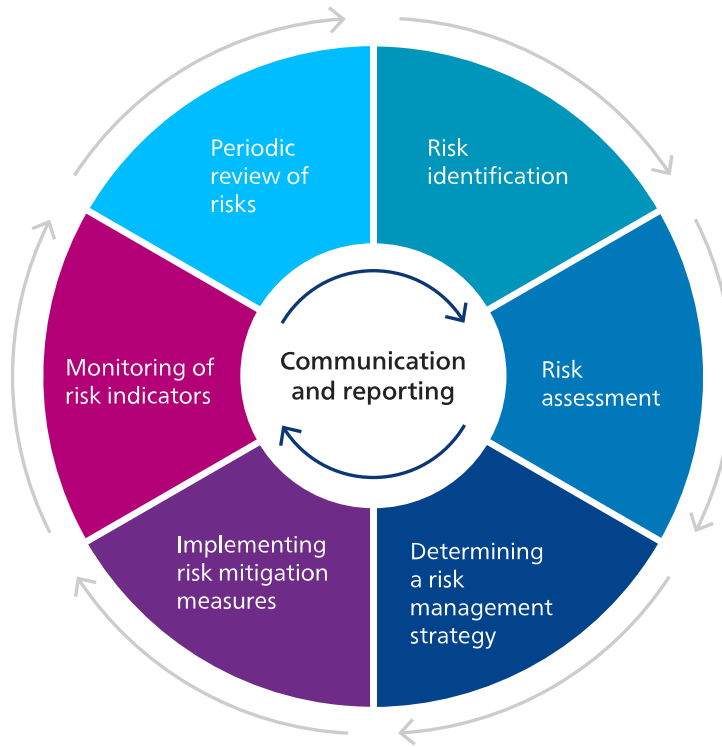 Periodic
review of
risks
Risk
identification
Monitoring of
risk indicators
Communication
and reporting
Risk
assessment
Implementing
risk mitigation
measures
Determining
a risk
management
strategy